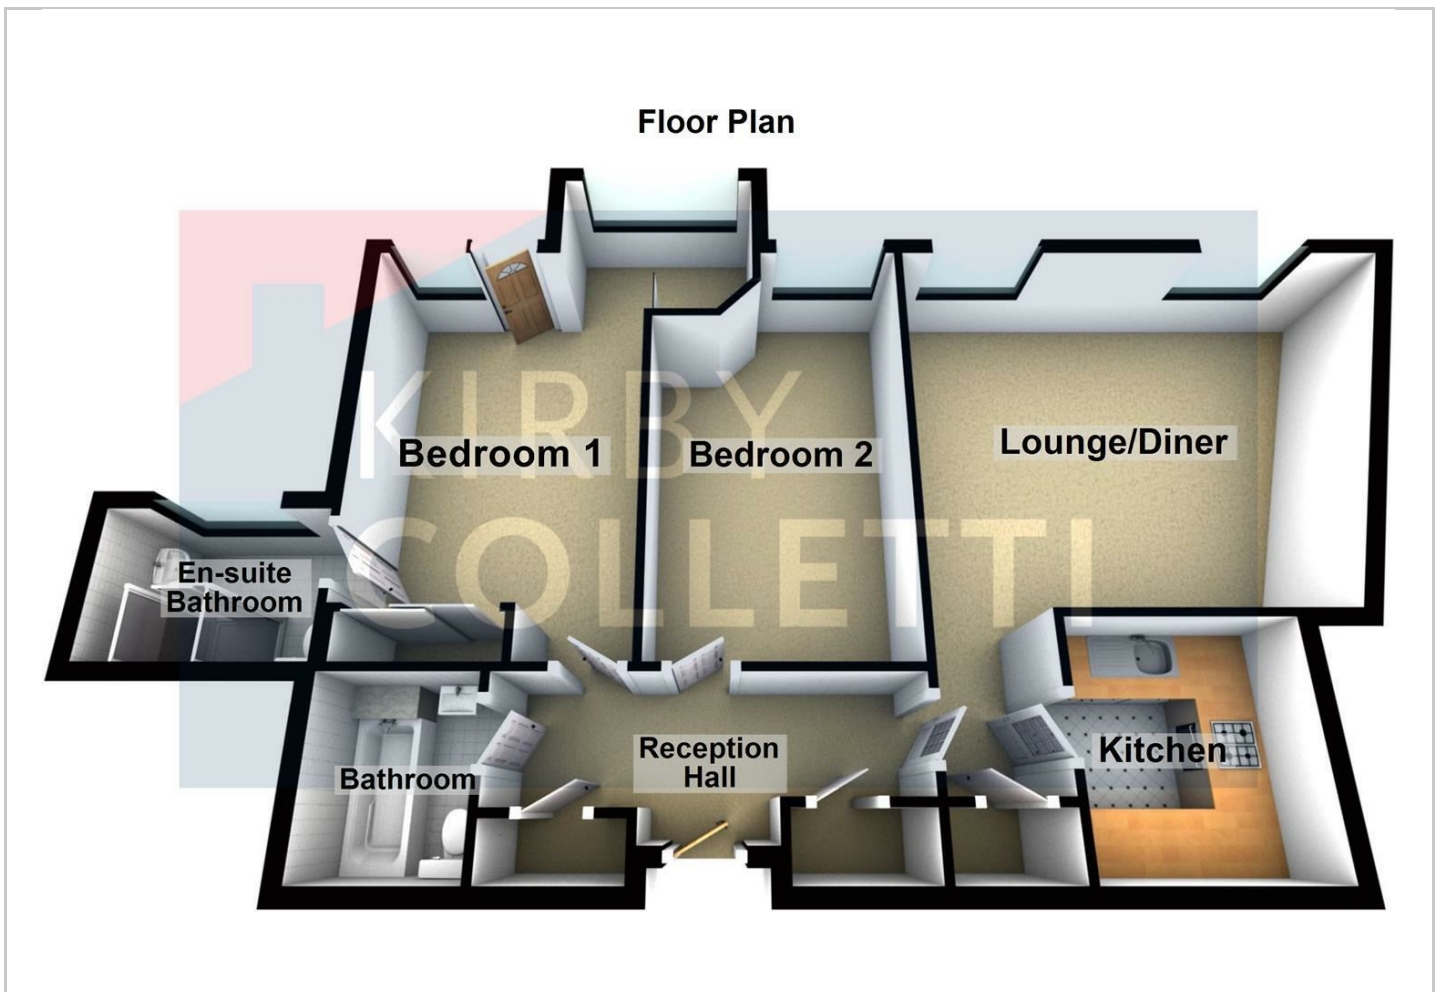 Floor Plan
KIRBY
COLLETTI
Bedroom 1
Bedroom 2
Lounge/Diner
En-suite
Bathroom
Reception
Hall
Kitchen
Bathroom